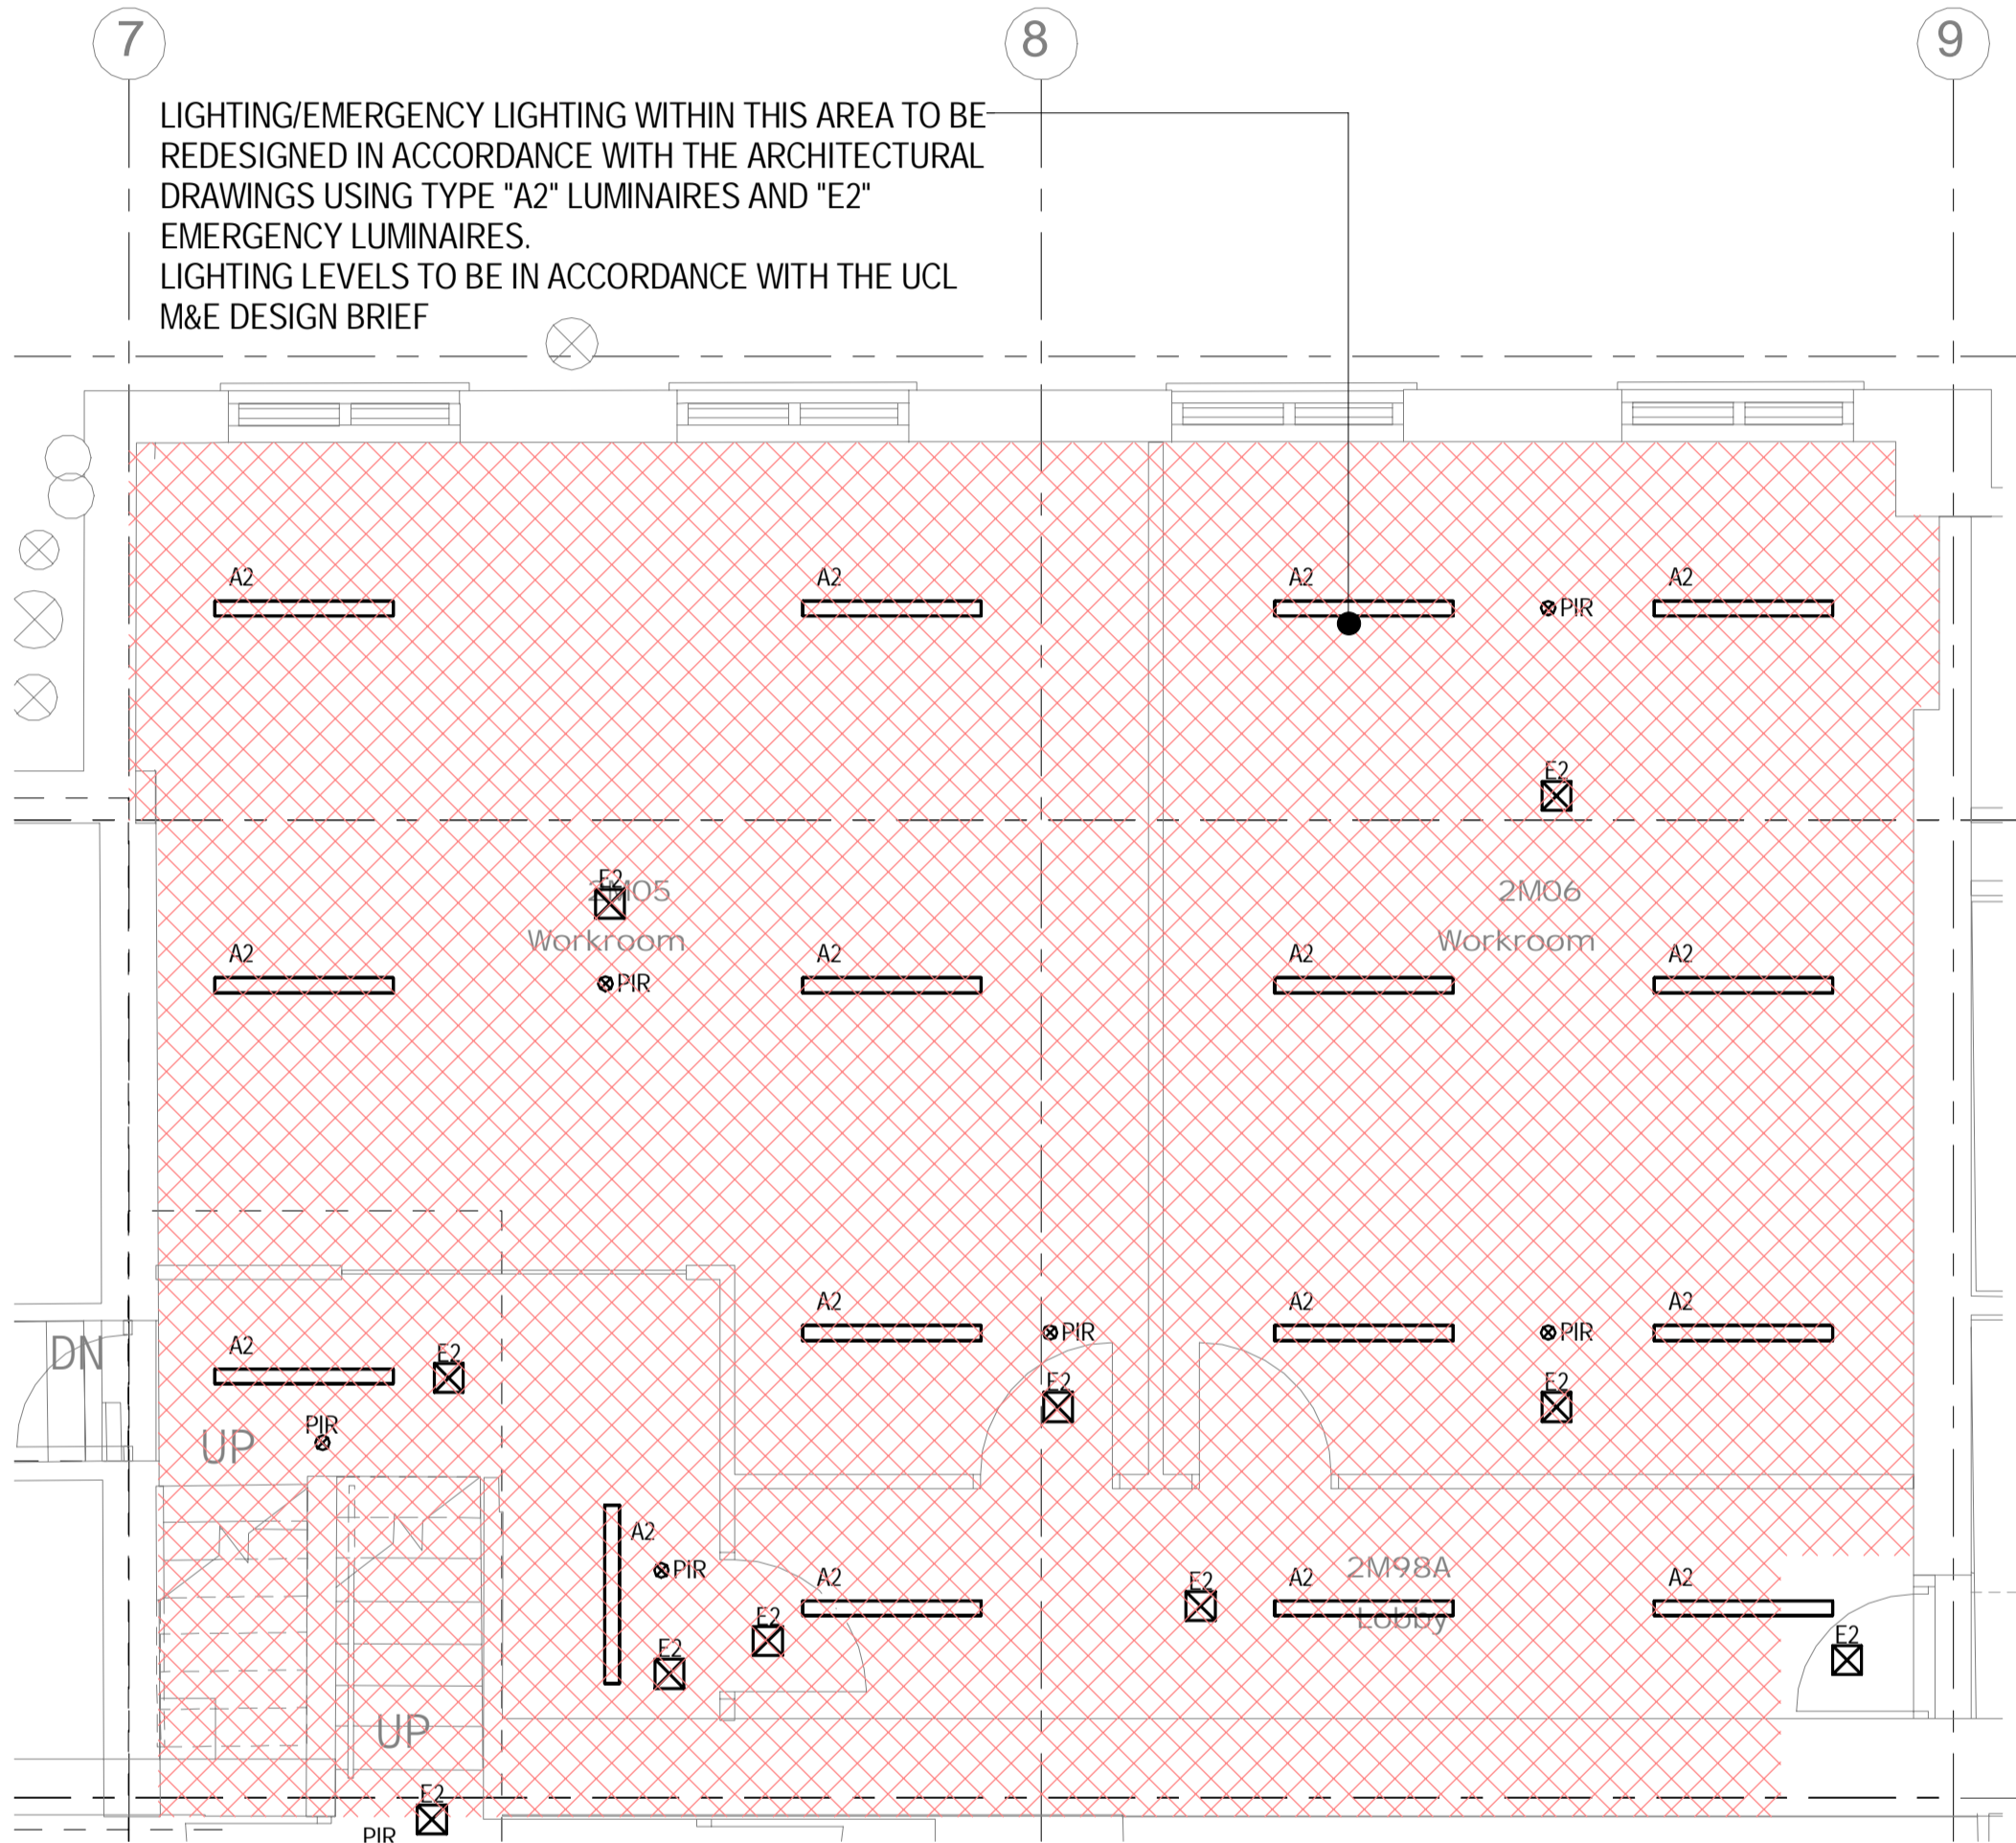 7
8
9
LIGHTING/EMERGENCY LIGHTING WITHIN THIS AREA TO BE
REDESIGNED IN ACCORDANCE WITH THE ARCHITECTURAL
DRAWINGS USING TYPE "A2" LUMINAIRES AND "E2"
EMERGENCY LUMINAIRES.
LIGHTING LEVELS TO BE IN ACCORDANCE WITH THE UCL
M&E DESIGN BRIEF
A2
A2
A2
A2
PIR
E2
E2
2M05
2M06
Workroom
Workroom
A2
A2
A2
A2
PIR
A2
A2
A2
PIR
PIR
DN
A2
E2
E2
E2
PIR
UP
A2
PIR
2M98A
A2
A2
A2
E2
Lobby
E2
E2
E2
UP
E2
PIR